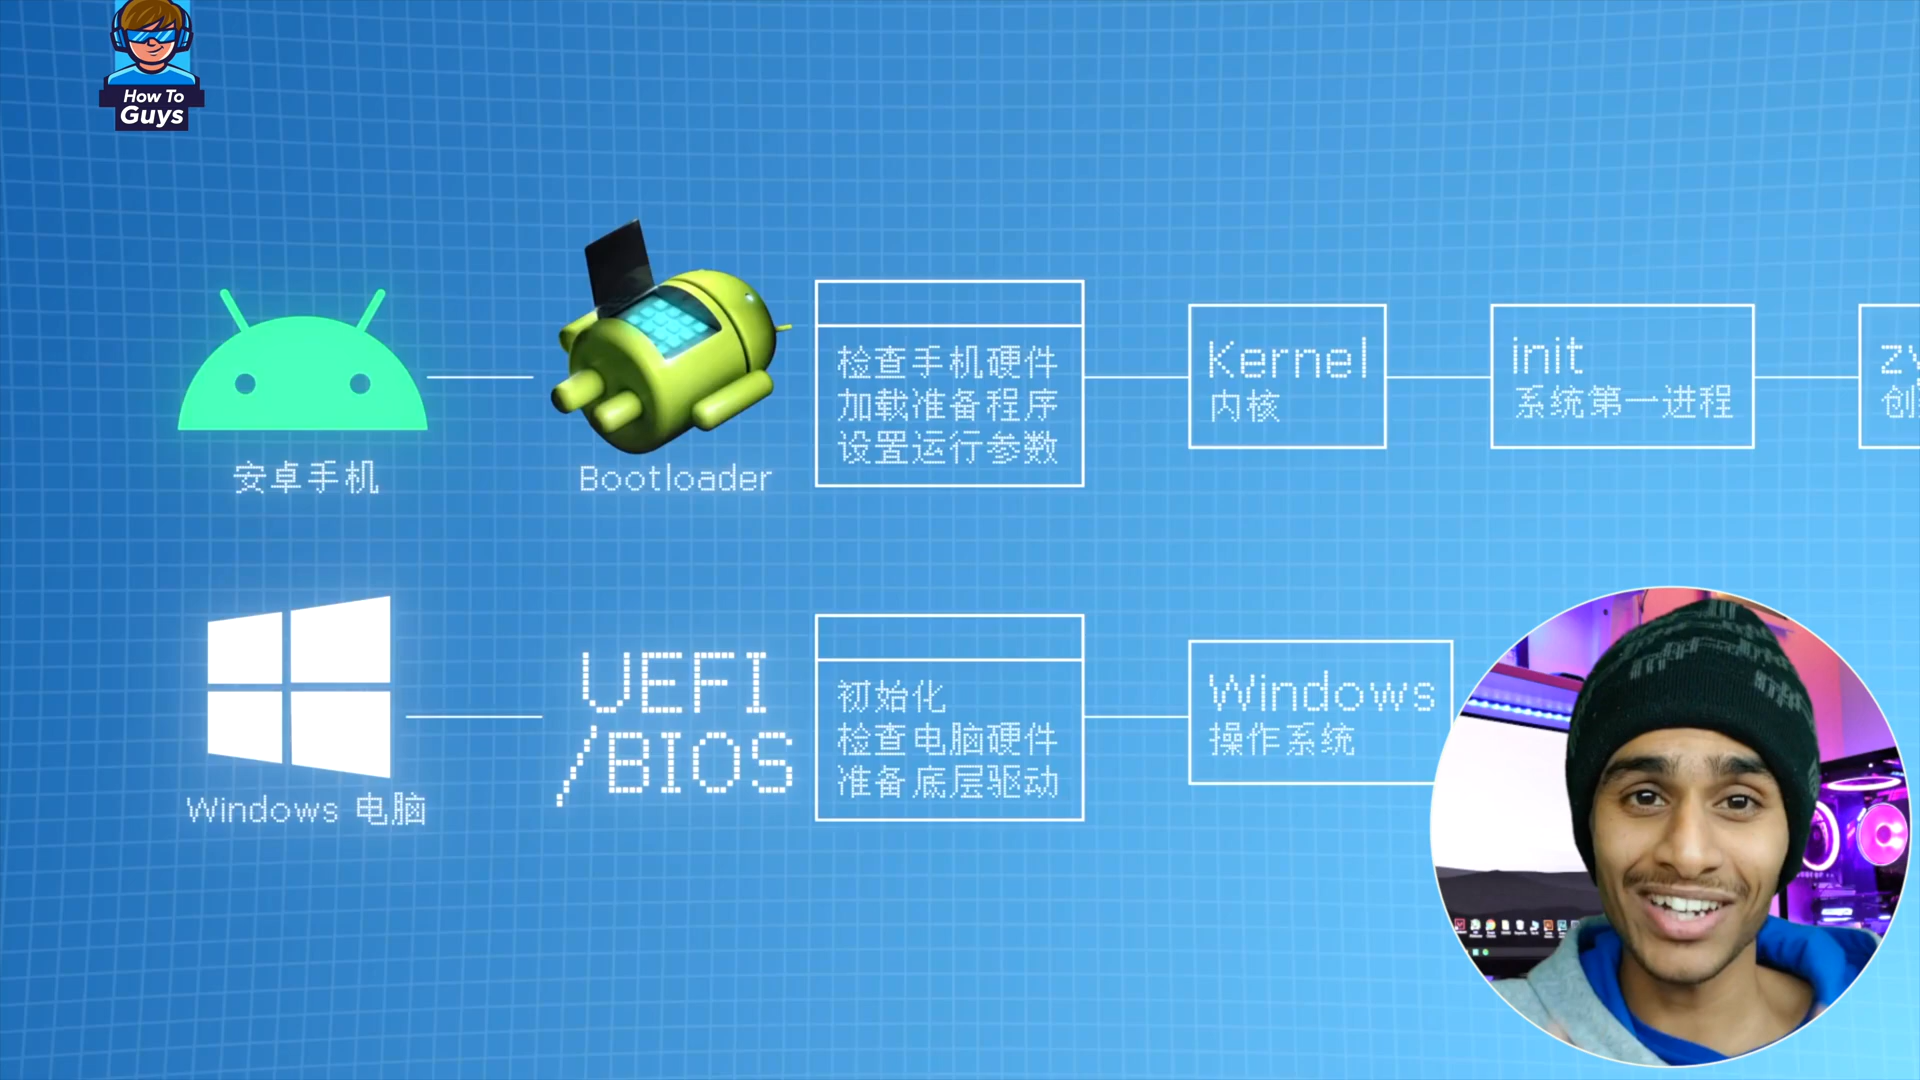 How To
Guys
检查手机硬件
加载准备程序
设置运行参数
Kernel
内核
init
系统第一进程
安卓手机
Bootloader
UEFI
/BIOS
初始化
检查电脑硬件
准备底层驱动
Windows
操作系统
Windows 电脑